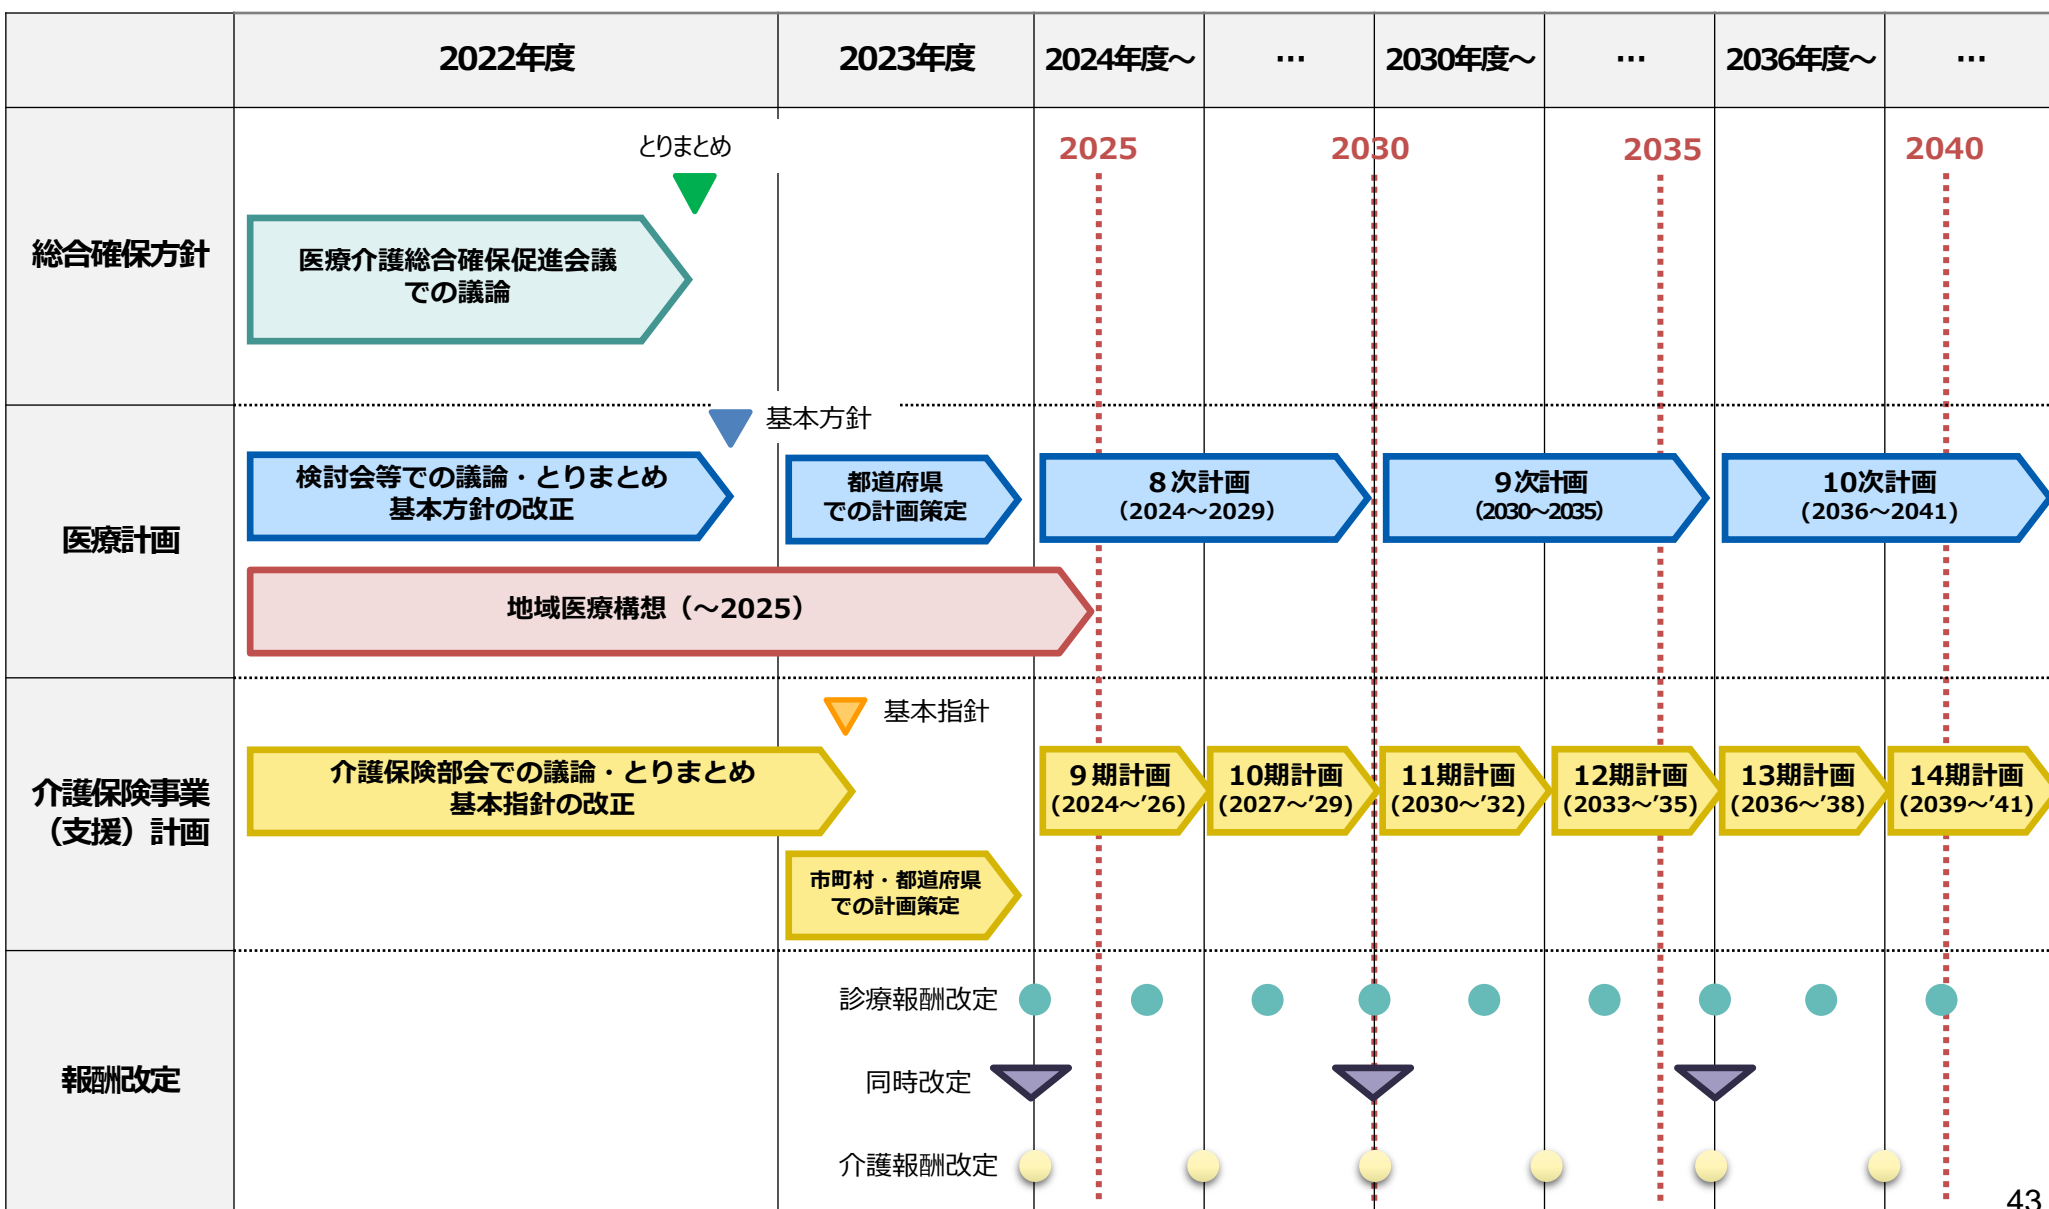 2022年度
2023年度
2024年度～
…
2030年度～
…
2036年度～
…
総合確保方針
とりまとめ
2025
2030
2035
2040
医療介護総合確保促進会議
での議論
医療計画
基本方針
検討会等での議論・とりまとめ
基本方針の改正
都道府県
での計画策定
８次計画
（2024～2029）
９次計画
（2030～2035）
10次計画
（2036～2041）
地域医療構想（～2025）
介護保険事業
（支援）計画
基本指針
介護保険部会での議論・とりまとめ
基本指針の改正
９期計画
(2024～’26)
10期計画
(2027～’29)
11期計画
(2030～’32)
12期計画
(2033～’35)
13期計画
(2036～’38)
14期計画
(2039～’41)
市町村・都道府県
での計画策定
報酬改定
診療報酬改定
同時改定
介護報酬改定
43